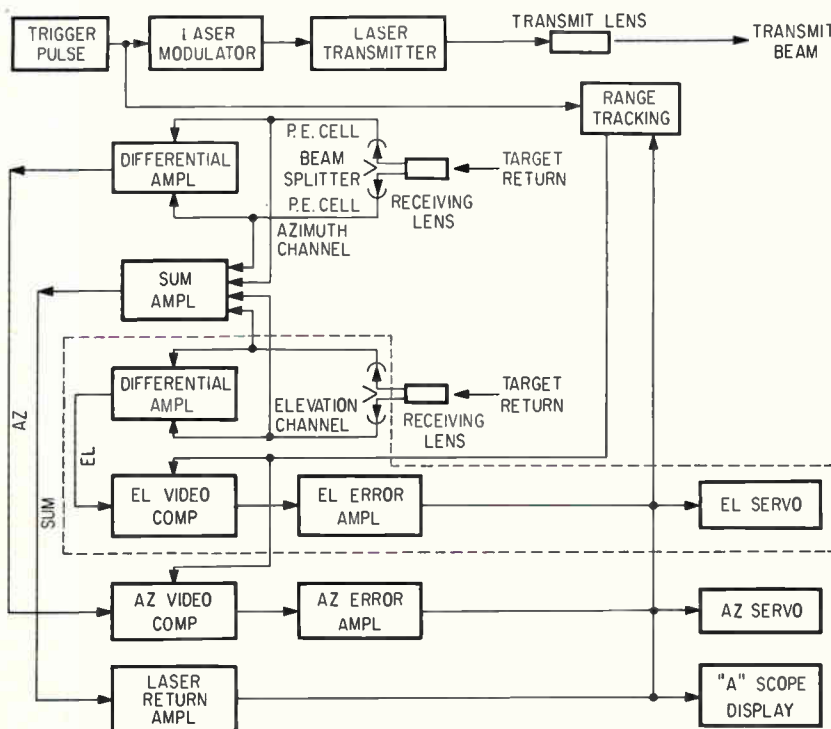 TRIGGER
PULSE
LASER
MODULATOR
LASER
TRANSMITTER
TRANSMIT LENS
TRANSMIT
BEAM
RANGE
TRACKING
P.E. CELL
DIFFERENTIAL
AMPL
BEAM
SPLITTER
TARGET
RETURN
P.E. CELL
RECEIVING
LENS
AZIMUTH
CHANNEL
SUM
AMPL
DIFFERENTIAL
AMPL
ELEVATION
CHANNEL
TARGET
RETURN
RECEIVING
LENS
AZ
EL
SUM
EL VIDEO
COMP
EL ERROR
AMPL
EL SERVO
AZ VIDEO
COMP
AZ ERROR
AMPL
AZ SERVO
LASER
RETURN
AMPL
"A" SCOPE
DISPLAY